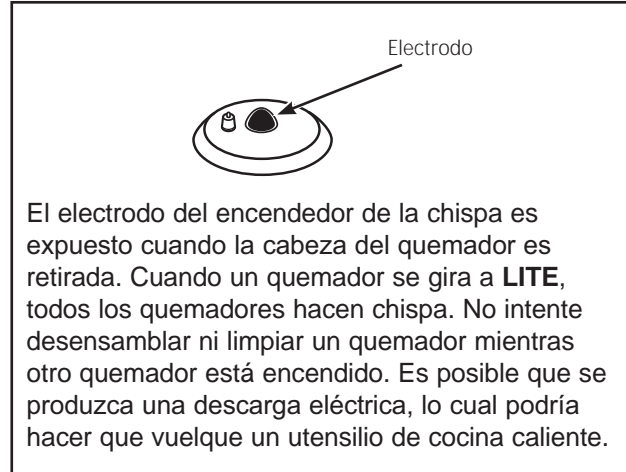 Electrodo
El electrodo del encendedor de la chispa es
expuesto cuando la cabeza del quemador es
retirada. Cuando un quemador se gira a LITE,
todos los quemadores hacen chispa. No intente
desensamblar ni limpiar un quemador mientras
otro quemador está encendido. Es posible que se
produzca una descarga eléctrica, lo cual podría
hacer que vuelque un utensilio de cocina caliente.